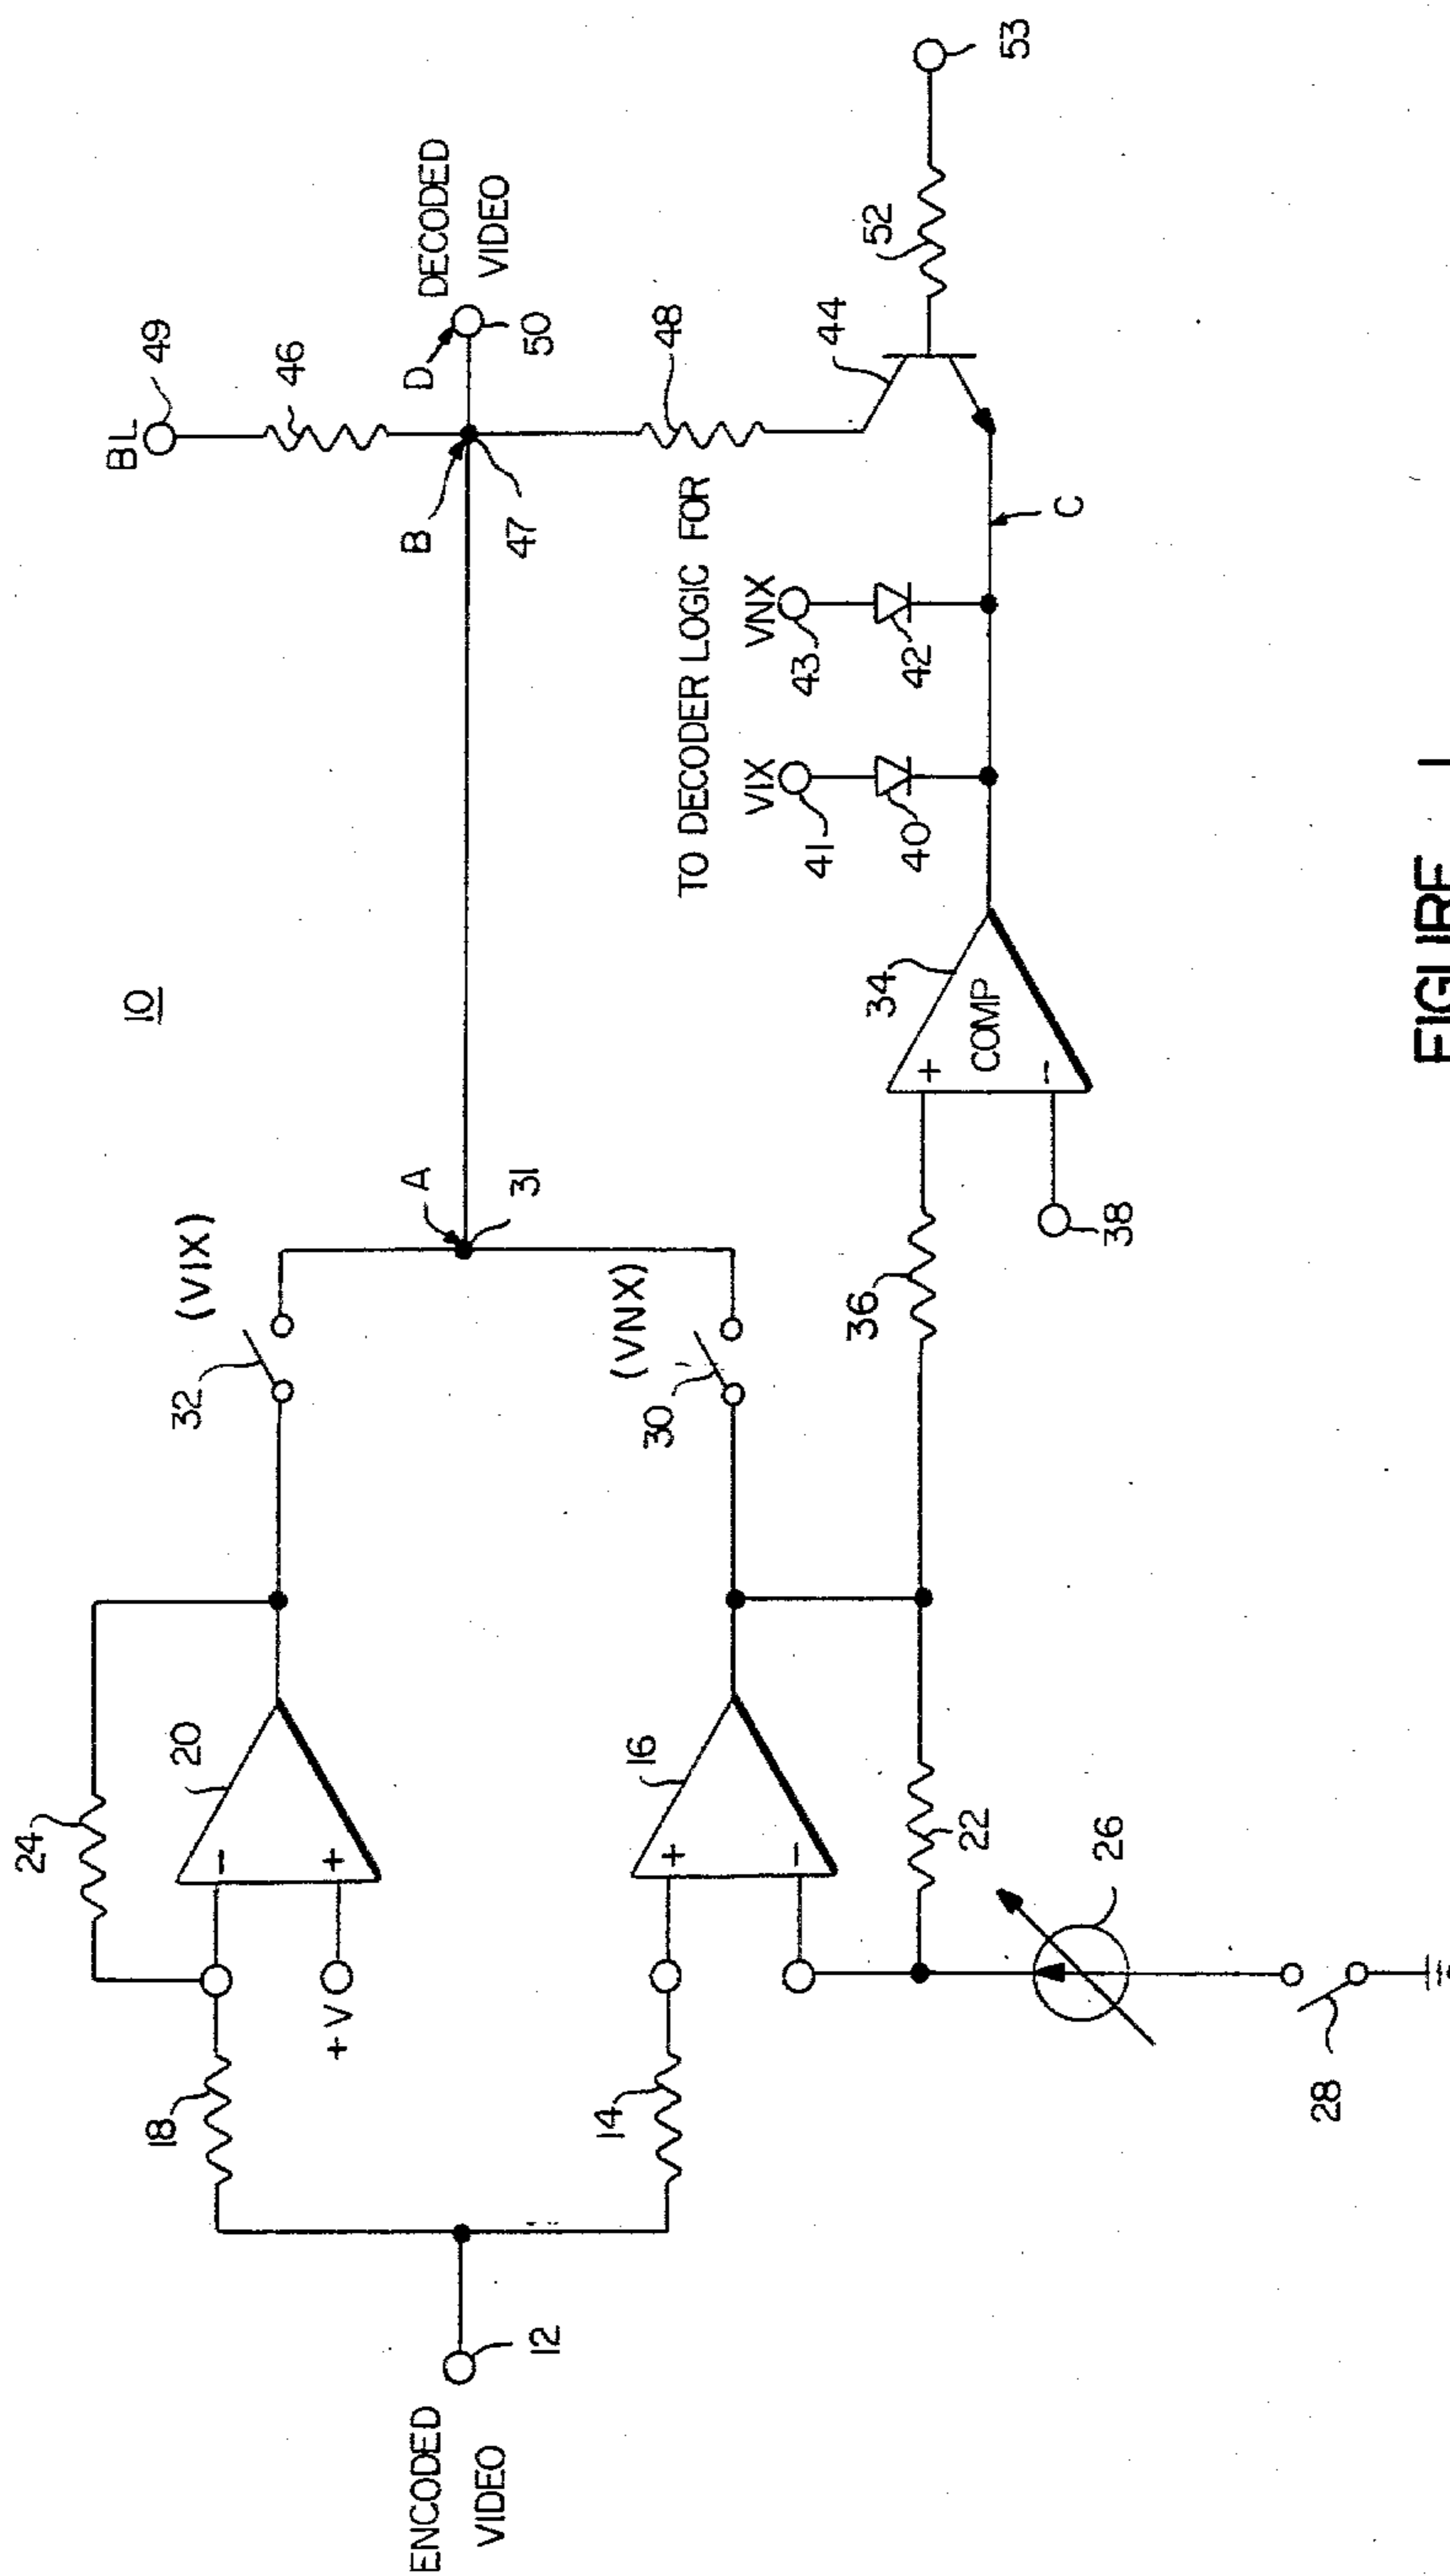 10
24
18
20
+
-
+ V
32
(VIX)
BL
49
46
ENCODED
VIDEO
12
A
31
B
47
D
50
DECODED
VIDEO
14
16
+
-
30
(VNX)
TO DECODER LOGIC FOR
48
VIX
41
40
VNX
43
42
22
36
34
+
-
COMP
38
44
52
53
C
26
28
FIGURE 1